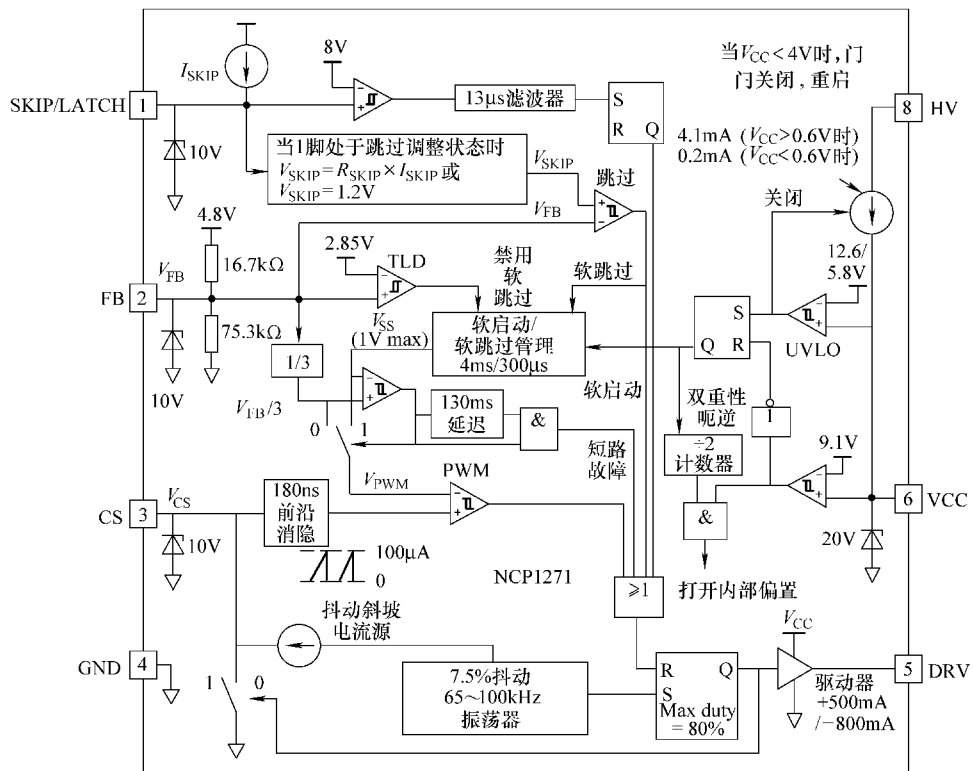 8V
当V_CC<4V时，门
门关闭，重启
I_SKIP
SKIP/LATCH
1
13μs滤波器
S
R Q
8
HV
10V
当1脚处于跳过调整状态时
V_SKIP=R_SKIP×I_SKIP 或
V_SKIP=1.2V
V_SKIP
跳过
4.1mA（V_CC>0.6V时）
0.2mA（V_CC<0.6V时）
V_FB
关闭
4.8V
16.7kΩ
2.85V
TLD
禁用
软
跳过
软跳过
12.6/
5.8V
V_FB
FB
2
75.3kΩ
V_SS
(1V max)
软启动/
软跳过管理
4ms/300μs
S
Q R
UVLO
10V
1/3
软启动
双重性
呃逆
1
V_FB/3
0
1
130ms
延迟
&
短路
故障
÷2
计数器
9.1V
V_PWM
PWM
CS
3
V_CS
180ns
前沿
消隐
&
6
VCC
10V
100μA
0
20V
NCP1271
≥1
打开内部偏置
抖动斜坡
电流源
V_CC
GND
4
1
0
7.5%抖动
65～100kHz
振荡器
R Q
S
Max duty
= 80%
5
DRV
驱动器
+500mA
/−800mA